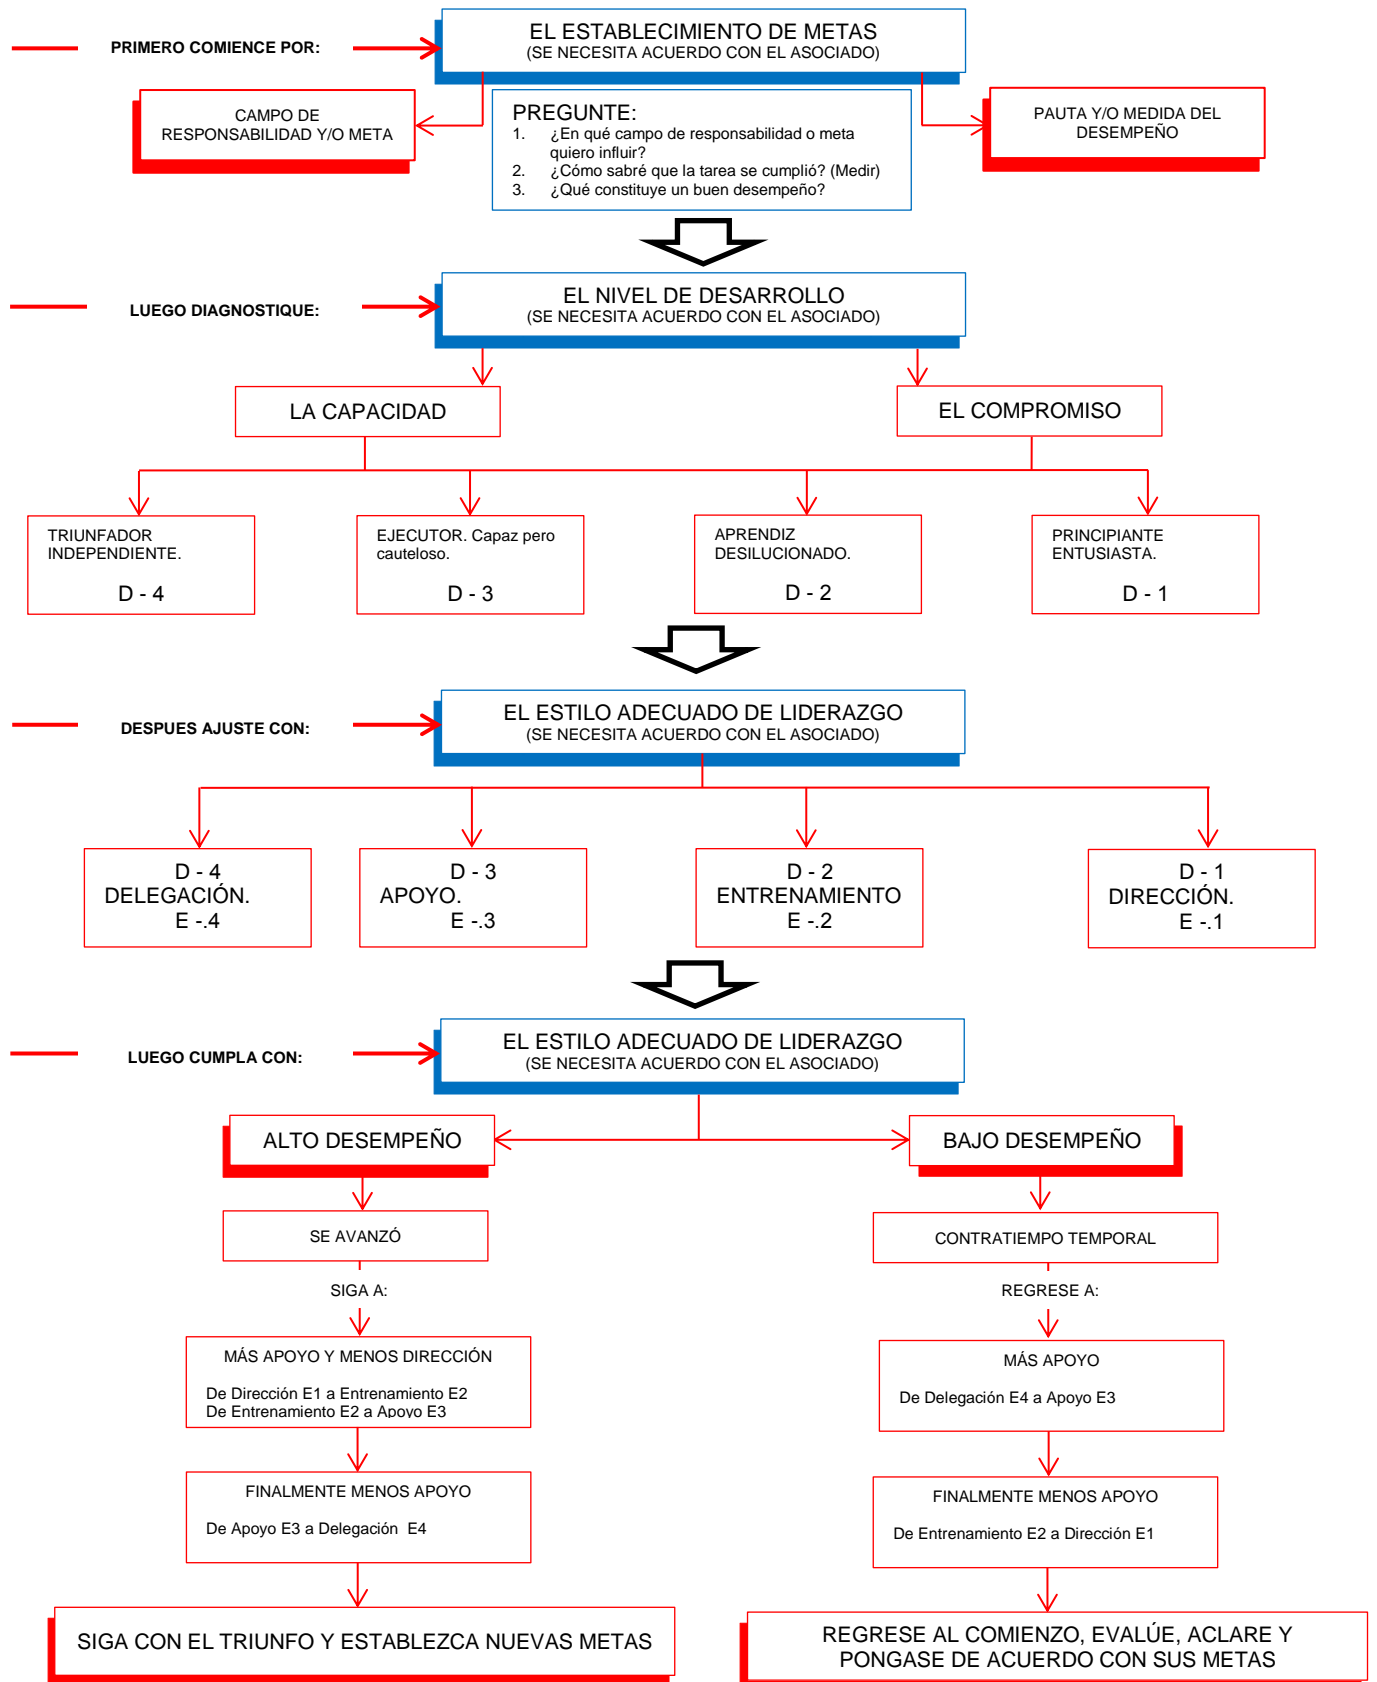 PRIMERO COMIENCE POR:
EL ESTABLECIMIENTO DE METAS
(SE NECESITA ACUERDO CON EL ASOCIADO)
CAMPO DE
RESPONSABILIDAD Y/O META
PREGUNTE:
1. ¿En qué campo de responsabilidad o meta
quiero influir?
2. ¿Cómo sabré que la tarea se cumplió? (Medir)
3. ¿Qué constituye un buen desempeño?
PAUTA Y/O MEDIDA DEL
DESEMPEÑO
LUEGO DIAGNOSTIQUE:
EL NIVEL DE DESARROLLO
(SE NECESITA ACUERDO CON EL ASOCIADO)
LA CAPACIDAD
EL COMPROMISO
TRIUNFADOR
INDEPENDIENTE.
D - 4
EJECUTOR. Capaz pero
cauteloso.
D - 3
APRENDIZ
DESILUCIONADO.
D - 2
PRINCIPIANTE
ENTUSIASTA.
D - 1
DESPUES AJUSTE CON:
EL ESTILO ADECUADO DE LIDERAZGO
(SE NECESITA ACUERDO CON EL ASOCIADO)
D - 4
DELEGACIÓN.
E -.4
D - 3
APOYO.
E -.3
D - 2
ENTRENAMIENTO
E -.2
D - 1
DIRECCIÓN.
E -.1
LUEGO CUMPLA CON:
EL ESTILO ADECUADO DE LIDERAZGO
(SE NECESITA ACUERDO CON EL ASOCIADO)
ALTO DESEMPEÑO
BAJO DESEMPEÑO
SE AVANZÓ
SIGA A:
MÁS APOYO Y MENOS DIRECCIÓN
De Dirección E1 a Entrenamiento E2
De Entrenamiento E2 a Apoyo E3
FINALMENTE MENOS APOYO
De Apoyo E3 a Delegación E4
SIGA CON EL TRIUNFO Y ESTABLEZCA NUEVAS METAS
CONTRATIEMPO TEMPORAL
REGRESE A:
MÁS APOYO
De Delegación E4 a Apoyo E3
FINALMENTE MENOS APOYO
De Entrenamiento E2 a Dirección E1
REGRESE AL COMIENZO, EVALÚE, ACLARE Y
PONGASE DE ACUERDO CON SUS METAS